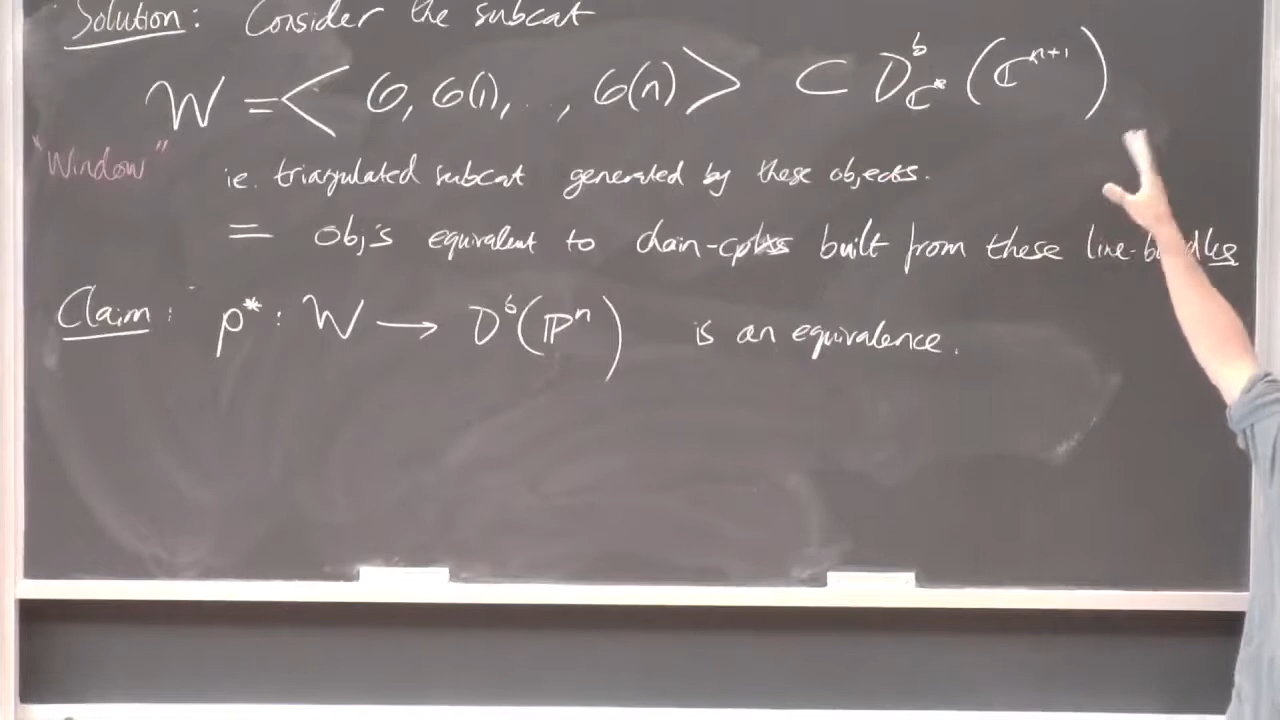 Solution: Consider the subcat
W = < O, O(1), .., O(n) > ⊂ D^b_{C*}(C^{n+1})
"Window"
ie. triangulated subcat generated by these objects.
= obj's equivalent to chain-cplxs built from these line-
Claim: p* : W → D^b(P^n) is an equivalence.